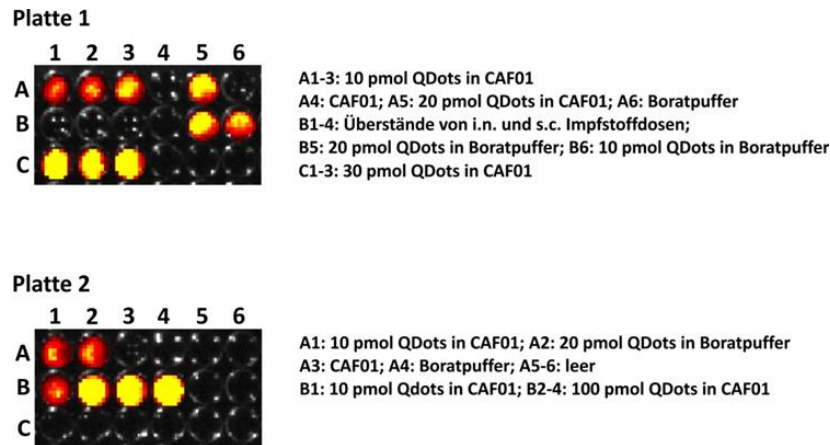 Platte 1
1 2 3 4 5 6
A
B
C
A1-3: 10 pmol QDots in CAF01
A4: CAF01; A5: 20 pmol QDots in CAF01; A6: Boratpuffer
B1-4: Überstände von i.n. und s.c. Impfstoffdosen;
B5: 20 pmol QDots in Boratpuffer; B6: 10 pmol QDots in Boratpuffer
C1-3: 30 pmol QDots in CAF01
Platte 2
1 2 3 4 5 6
A
B
C
A1: 10 pmol QDots in CAF01; A2: 20 pmol QDots in Boratpuffer
A3: CAF01; A4: Boratpuffer; A5-6: leer
B1: 10 pmol Qdots in CAF01; B2-4: 100 pmol QDots in CAF01